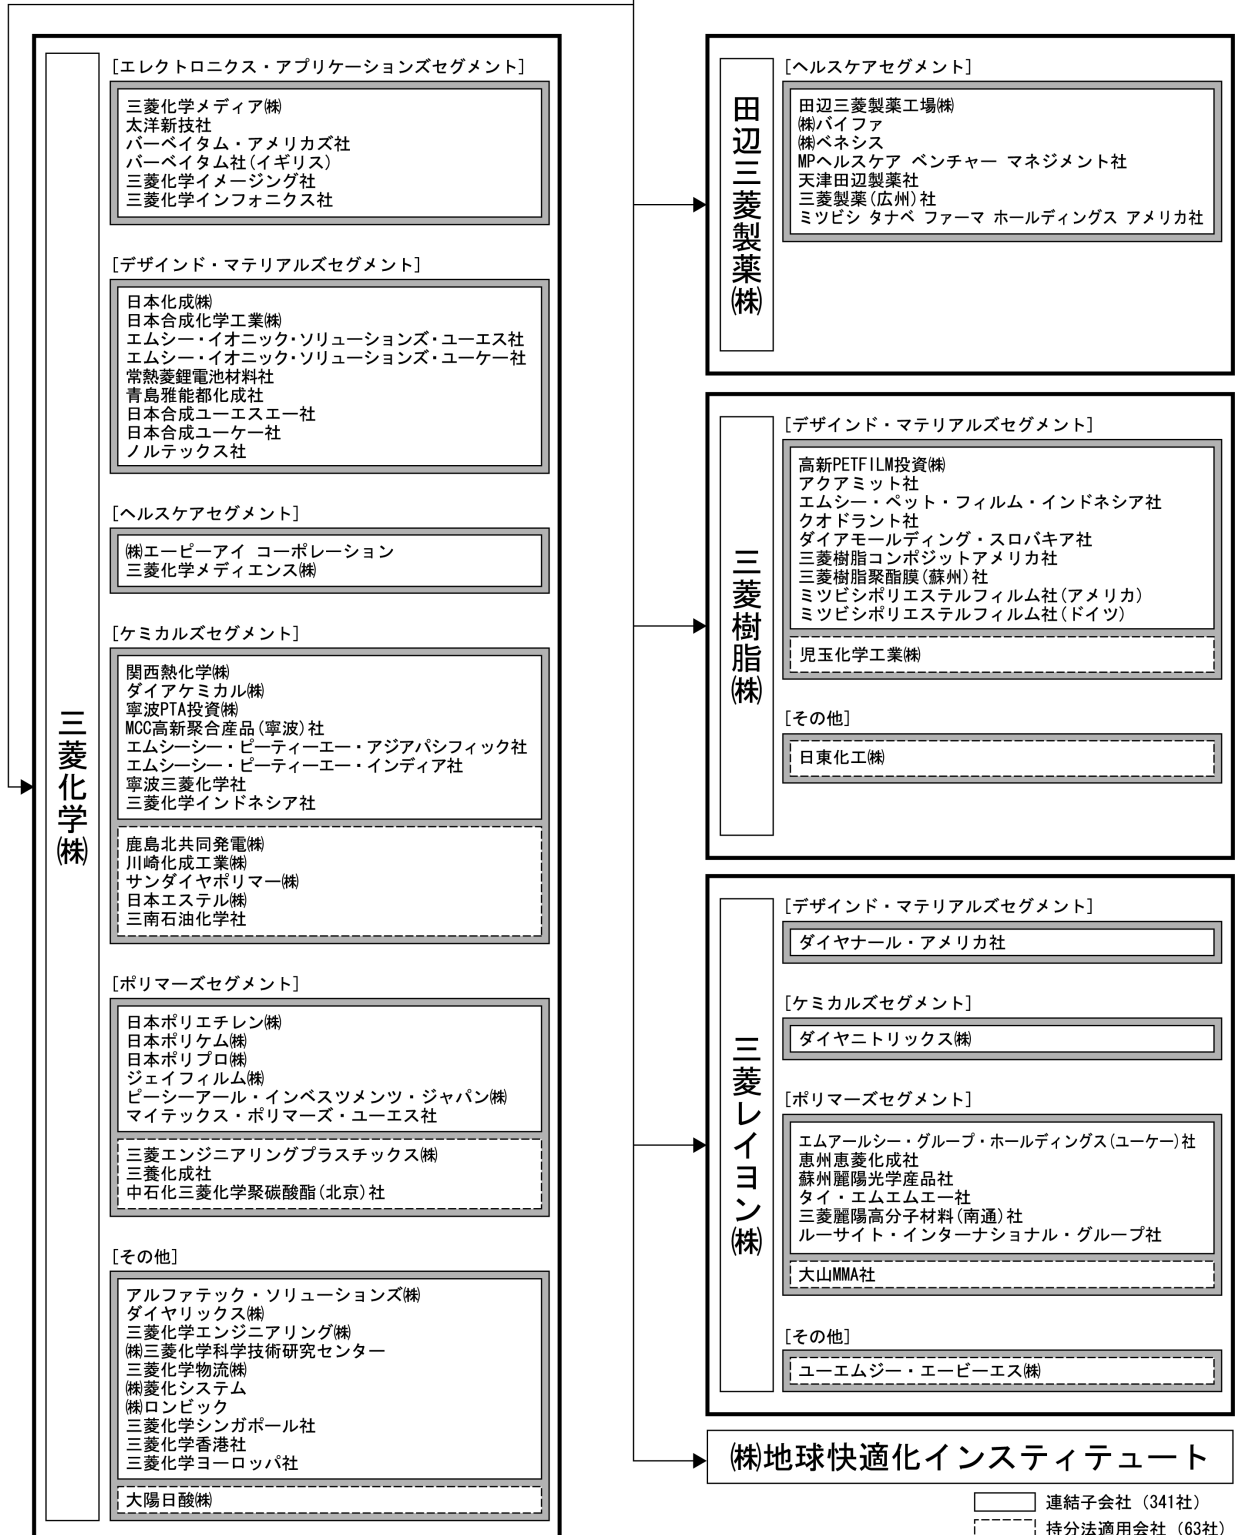 三菱化学㈱
[エレクトロニクス・アプリケーションズセグメント]
三菱化学メディア㈱
太洋新技社
バーベイタム・アメリカズ社
バーベイタム社(イギリス)
三菱化学イメージング社
三菱化学インフォニクス社
[デザインド・マテリアルズセグメント]
日本化成㈱
日本合成化学工業㈱
エムシー・イオニック・ソリューションズ・ユーエス社
エムシー・イオニック・ソリューションズ・ユーケー社
常熟菱鋰電池材料社
青島雅能都化成社
日本合成ユーエスエー社
日本合成ユーケー社
ノルテックス社
[ヘルスケアセグメント]
㈱エーピーアイ コーポレーション
三菱化学メディエンス㈱
[ケミカルズセグメント]
関西熱化学㈱
ダイアケミカル㈱
寧波PTA投資㈱
MCC高新聚合産品(寧波)社
エムシーシー・ピーティーエー・アジアパシフィック社
エムシーシー・ピーティーエー・インディア社
寧波三菱化学社
三菱化学インドネシア社
鹿島北共同発電㈱
川崎化成工業㈱
サンダイヤポリマー㈱
日本エステル㈱
三南石油化学社
[ポリマーズセグメント]
日本ポリエチレン㈱
日本ポリケム㈱
日本ポリプロ㈱
ジェイフィルム㈱
ピーシーアール・インベスツメンツ・ジャパン㈱
マイテックス・ポリマーズ・ユーエス社
三菱エンジニアリングプラスチックス㈱
三養化成社
中石化三菱化学聚碳酸酯(北京)社
[その他]
アルファテック・ソリューションズ㈱
ダイヤリックス㈱
三菱化学エンジニアリング㈱
㈱三菱化学科学技術研究センター
三菱化学物流㈱
㈱菱化システム
㈱ロンビック
三菱化学シンガポール社
三菱化学香港社
三菱化学ヨーロッパ社
大陽日酸㈱
田辺三菱製薬㈱
[ヘルスケアセグメント]
田辺三菱製薬工場㈱
㈱バイファ
㈱ベネシス
MPヘルスケア ベンチャー マネジメント社
天津田辺製薬社
三菱製薬(広州)社
ミツビシ タナベ ファーマ ホールディングス アメリカ社
三菱樹脂㈱
[デザインド・マテリアルズセグメント]
高新PETFILM投資㈱
アクアミット社
エムシー・ペット・フィルム・インドネシア社
クオドラント社
ダイアモールディング・スロバキア社
三菱樹脂コンポジットアメリカ社
三菱樹脂聚酯膜(蘇州)社
ミツビシポリエステルフィルム社(アメリカ)
ミツビシポリエステルフィルム社(ドイツ)
児玉化学工業㈱
[その他]
日東化工㈱
三菱レイヨン㈱
[デザインド・マテリアルズセグメント]
ダイヤナール・アメリカ社
[ケミカルズセグメント]
ダイヤニトリックス㈱
[ポリマーズセグメント]
エムアールシー・グループ・ホールディングス(ユーケー)社
恵州恵菱化成社
蘇州麗陽光学産品社
タイ・エムエムエー社
三菱麗陽高分子材料(南通)社
ルーサイト・インターナショナル・グループ社
大山MMA社
[その他]
ユーエムジー・エービーエス㈱
㈱地球快適化インスティテュート
連結子会社 (341社)
持分法適用会社 (63社)